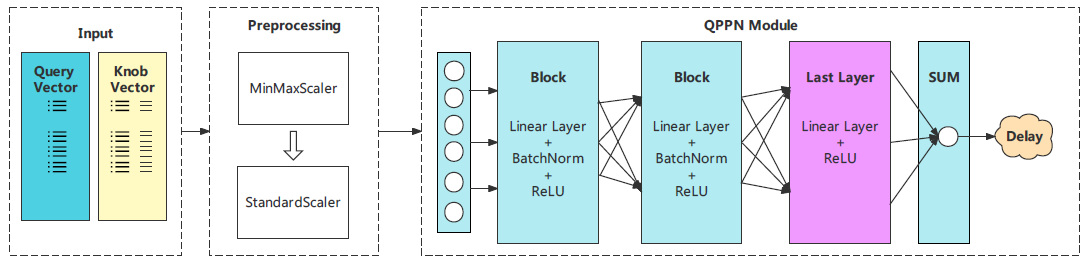 Input
Query
Vector
Knob
Vector
Preprocessing
MinMaxScaler
StandardScaler
QPPN Module
Block
Linear Layer
+
BatchNorm
+
ReLU
Block
Linear Layer
+
BatchNorm
+
ReLU
Last Layer
Linear Layer
+
ReLU
SUM
Delay